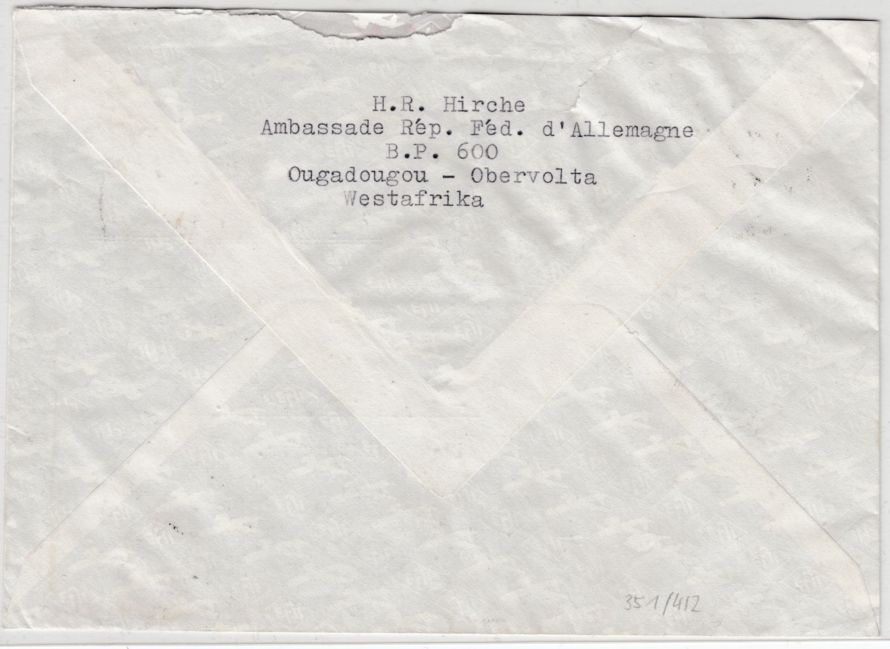 H.R. Hirche
Ambassade Rép. Féd. d'Allemagne
B.P. 600
Ougadougou - Obervolta
Westafrika
351/412